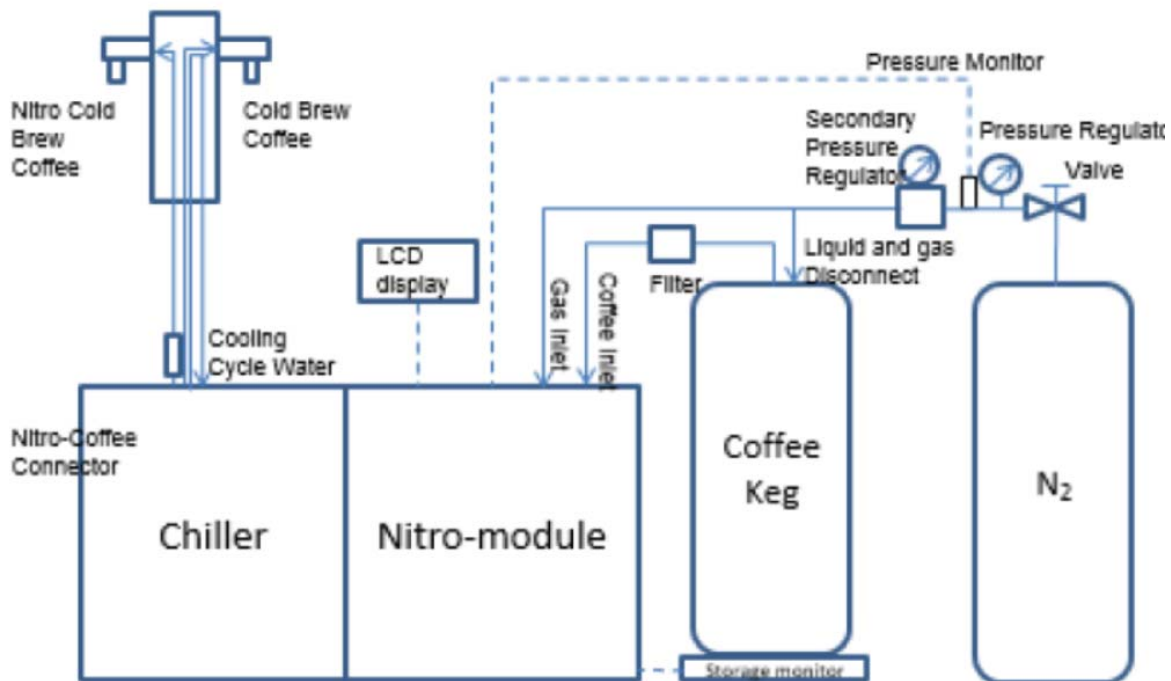 Pressure Monitor
Nitro Cold
Brew
Coffee
Cold Brew
Coffee
Secondary
Pressure
Regulator
Pressure Regulato
Valve
LCD
display
Gas Inlet
Coffee Inlet
Filter
Liquid and gas
Disconnect
Cooling
Cycle Water
Nitro-Coffee
Connector
Chiller
Nitro-module
Coffee
Keg
N₂
Storage monitor